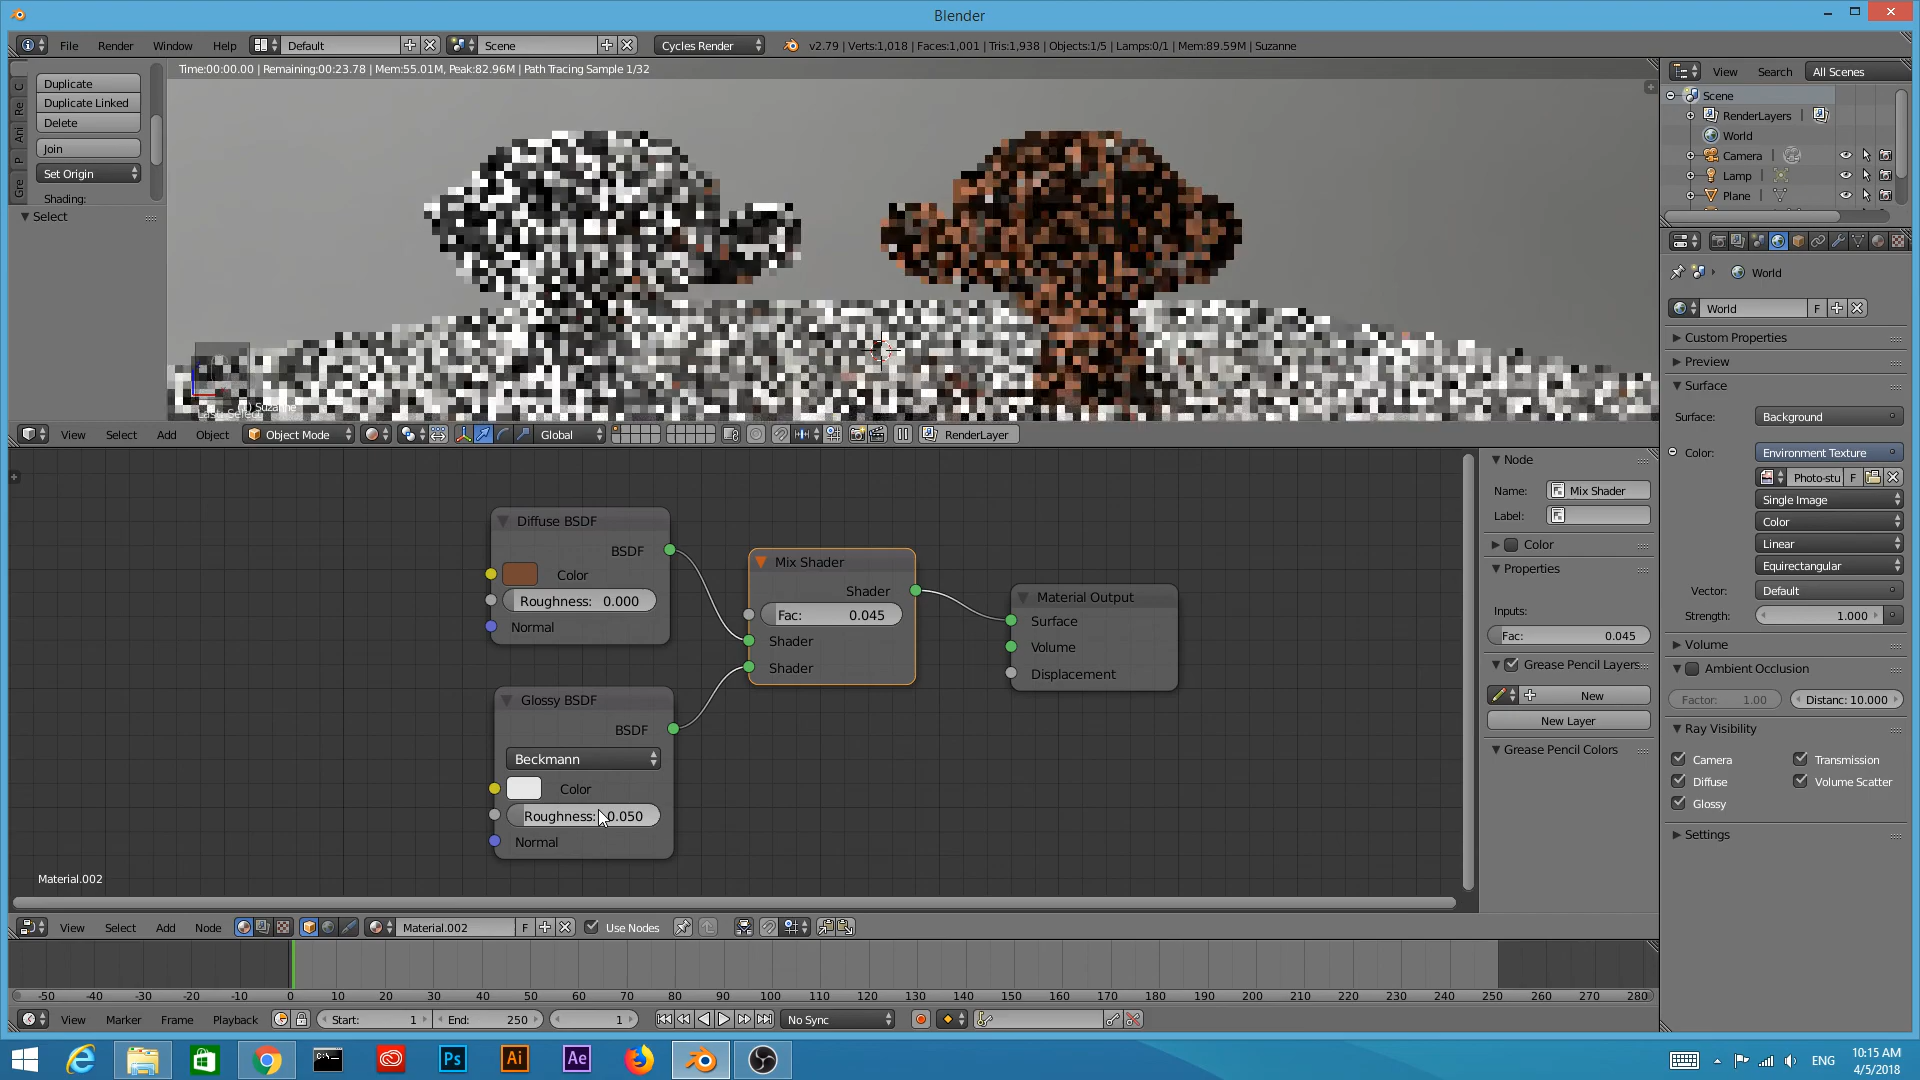 Blender
File Render Window Help Default Scene Cycles Render v2.79 | Verts:1,018 | Faces:1,001 | Tris:1,938 | Objects:1/5 | Lamps:0/1 | Mem:89.59M | Suzanne
Time:00:00.00 | Remaining:00:23.78 | Mem:55.01M, Peak:82.96M | Path Tracing Sample 1/32
C
Re
Ani
P
Gre
Duplicate
Duplicate Linked
Delete
Join
Set Origin
Shading:
Select
(1) Suzanne
View Select Add Object Object Mode Global RenderLayer
View Search All Scenes
Scene
RenderLayers
World
Camera
Lamp
Plane
World
World F
Custom Properties
Preview
Surface
Surface: Background
Color: Environment Texture
Photo-stu F
Single Image
Color
Linear
Equirectangular
Vector: Default
Strength: 1.000
Volume
Ambient Occlusion
Factor: 1.00 Distanc: 10.000
Ray Visibility
Camera Transmission
Diffuse Volume Scatter
Glossy
Settings
Diffuse BSDF
BSDF
Color
Roughness: 0.000
Normal
Mix Shader
Shader
Fac: 0.045
Shader
Shader
Material Output
Surface
Volume
Displacement
Glossy BSDF
BSDF
Beckmann
Color
Roughness: 0.050
Normal
Material.002
Node
Name: Mix Shader
Label:
Color
Properties
Inputs:
Fac: 0.045
Grease Pencil Layers
New
New Layer
Grease Pencil Colors
View Select Add Node Material.002 F Use Nodes
-50 -40 -30 -20 -10 0 10 20 30 40 50 60 70 80 90 100 110 120 130 140 150 160 170 180 190 200 210 220 230 240 250 260 270 280
View Marker Frame Playback Start: 1 End: 250 1 No Sync
Ps Ai Ae ENG
10:15 AM
4/5/2018